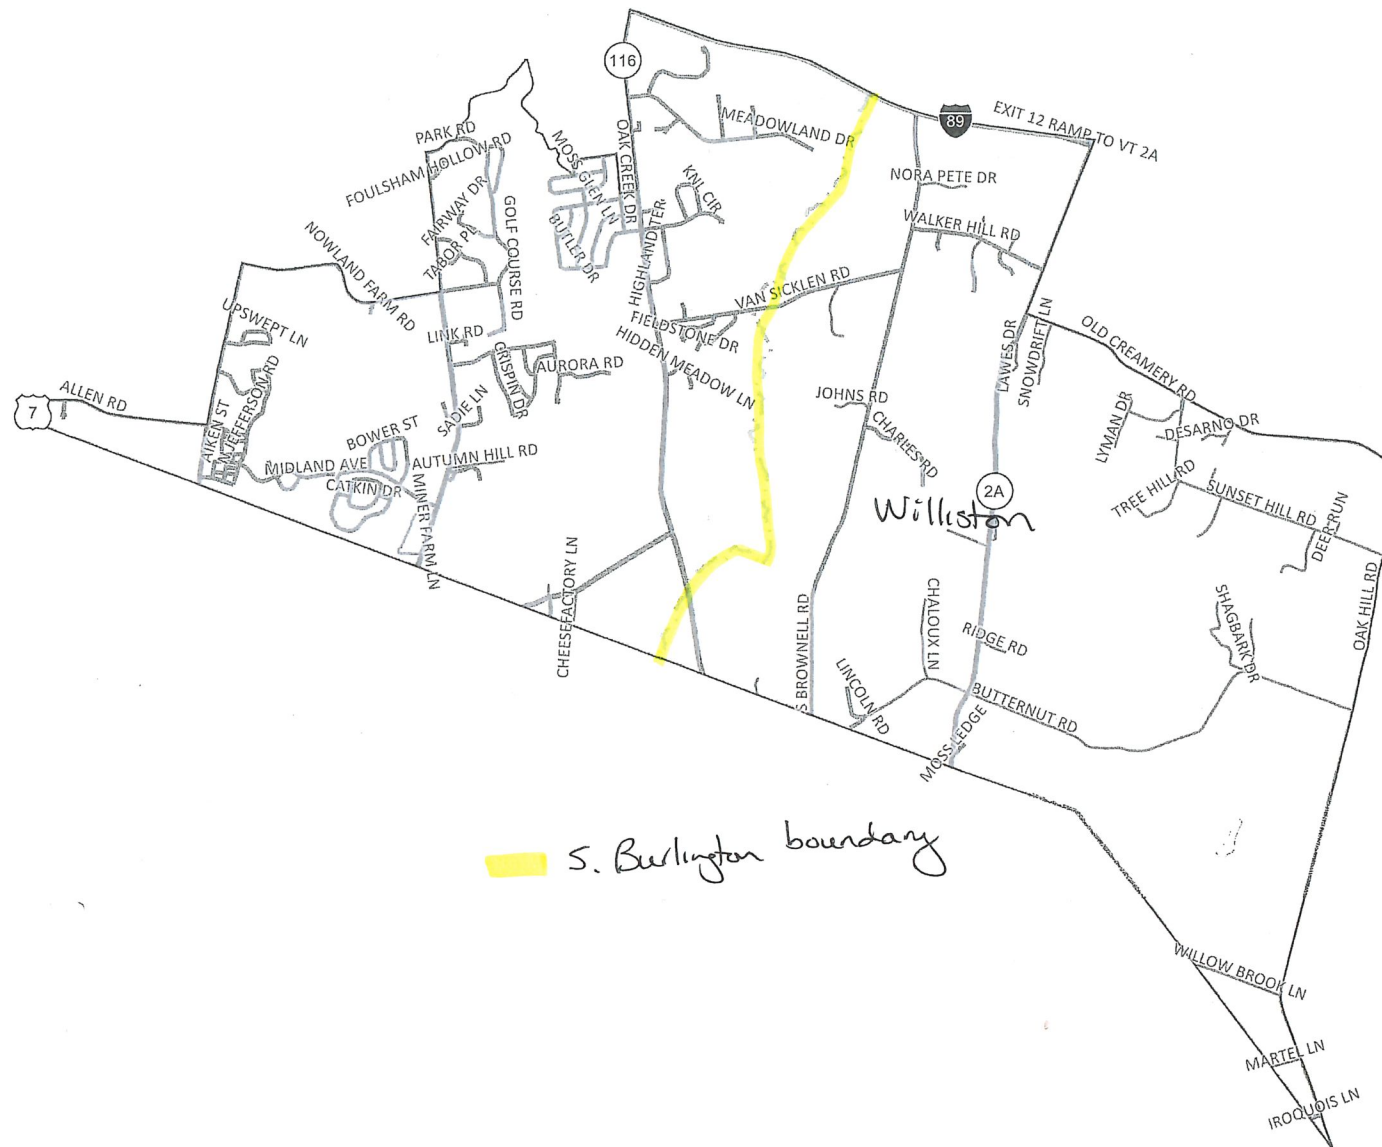 116
89
EXIT 12 RAMP TO VT 2A
PARK RD
FOULSHAM HOLLOW RD
MOSS GLEN LN
OAK CREEK DR
MEADOWLAND DR
NORA PETE DR
FAIRWAY DR
GOLF COURSE RD
KNL CIR
BUTLER DR
WALKER HILL RD
NOWLAND FARM RD
TABOR PL
HIGHLAND TER
VAN SICKLEN RD
UPSWEPT LN
LINK RD
FIELDSTONE DR
HIDDEN MEADOW LN
LAWES DR
SNOWDRIFT LN
OLD CREAMERY RD
CRISPIN DR
AURORA RD
7
ALLEN RD
N JEFFERSON RD
AIKEN ST
SADIE LN
JOHNS RD
CHARLES RD
LYMAN DR
DESARNO DR
BOWER ST
MIDLAND AVE
AUTUMN HILL RD
CATKIN DR
MINER FARM LN
2A
Williston
TREE HILL RD
SUNSET HILL RD
DEER RUN
CHEESEFACTORY LN
S BROWNELL RD
CHALOUX LN
RIDGE RD
SHAGBARK DR
OAK HILL RD
LINCOLN RD
BUTTERNUT RD
MOSS LEDGE
S. Burlington boundary
WILLOW BROOK LN
MARTEL LN
IROQUOIS LN